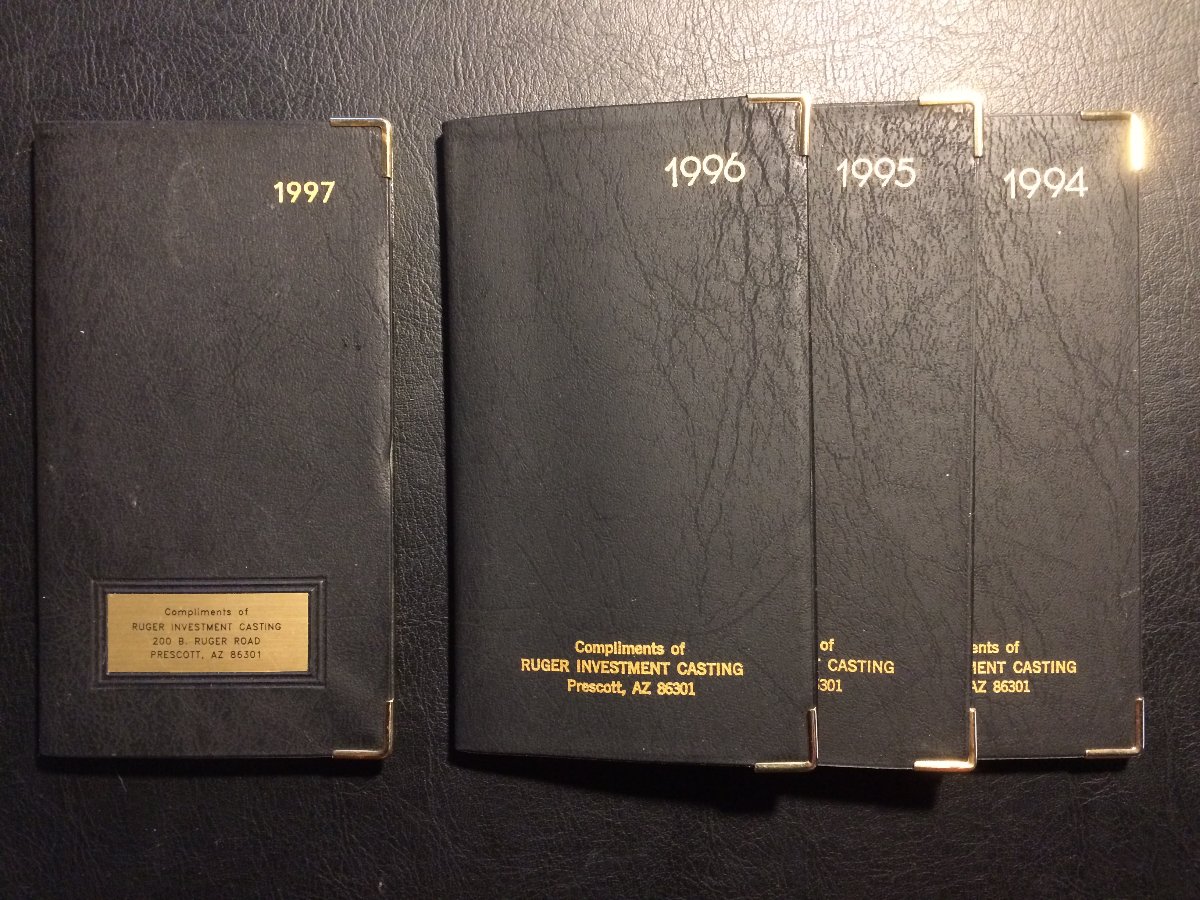 1997
Compliments of
RUGER INVESTMENT CASTING
200 B. RUGER ROAD
PRESCOTT, AZ 86301
1996
Compliments of
RUGER INVESTMENT CASTING
Prescott, AZ 86301
1995
of
CASTING
1994
CASTING
AZ 86301